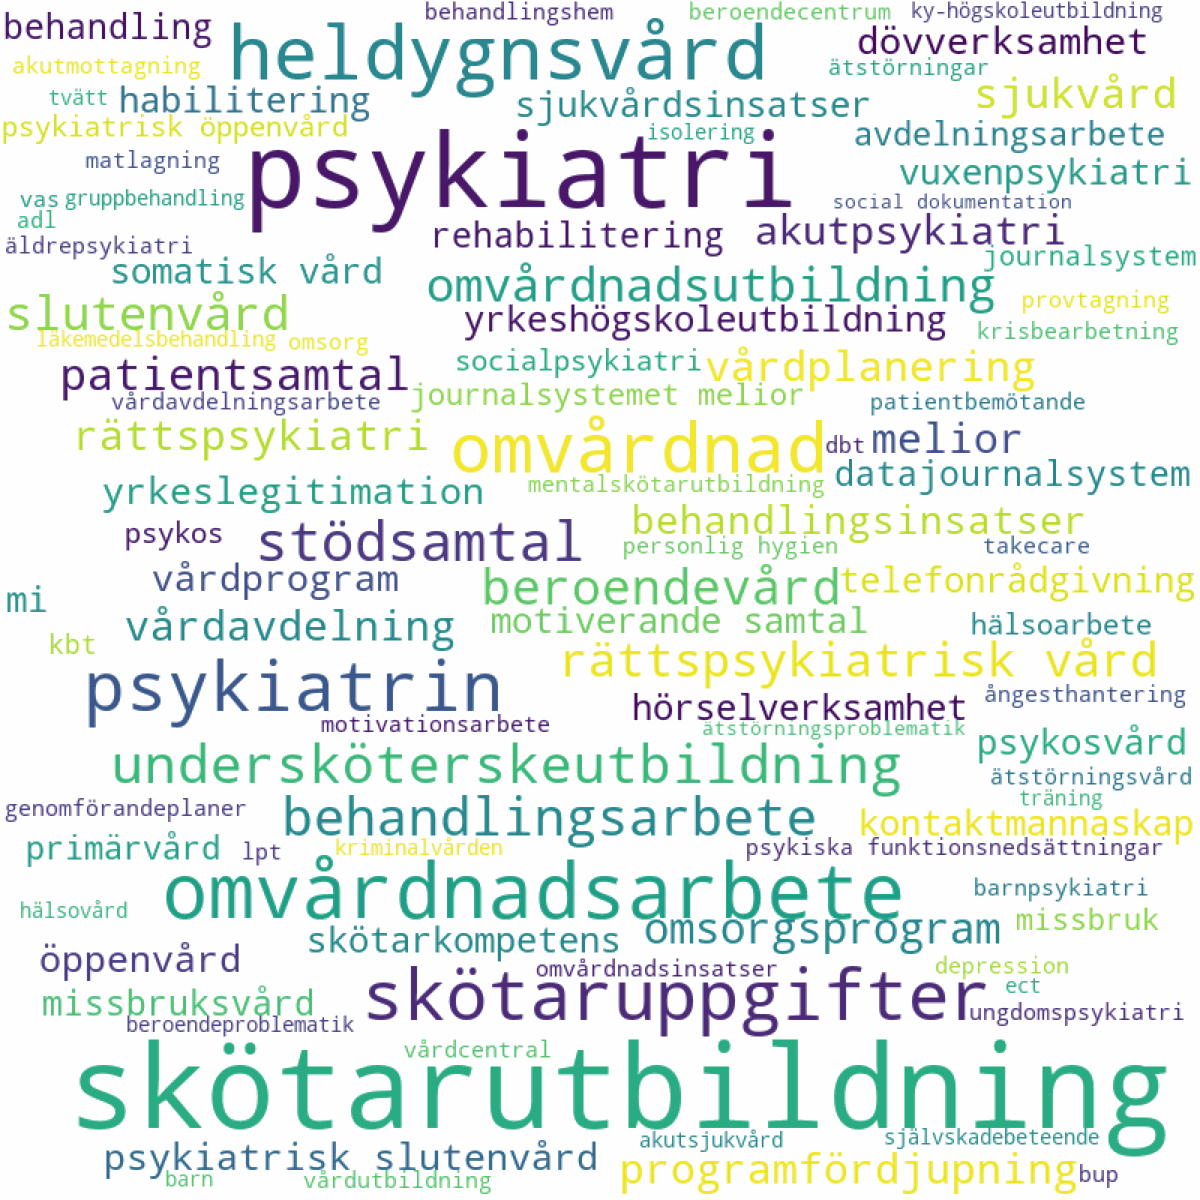 behandlingshem
beroendecentrum
ky-högskoleutbildning
behandling
heldygnsvård
dövverksamhet
akutmottagning
ätstörningar
tvätt
habilitering
sjukvårdsinsatser
sjukvård
psykiatrisk öppenvård
isolering
avdelningsarbete
matlagning
psykiatri
vuxenpsykiatri
vas
gruppbehandling
social dokumentation
adl
äldrepsykiatri
rehabilitering
akutpsykiatri
somatisk vård
journalsystem
omvårdnadsutbildning
slutenvård
provtagning
yrkeshögskoleutbildning
krisbearbetning
läkemedelsbehandling
omsorg
patientsamtal
socialpsykiatri
vårdplanering
vårdavdelningsarbete
journalsystemet melior
patientbemötande
rättspsykiatri
omvårdnad
dbt
melior
datajournalsystem
yrkeslegitimation
mentalskötarutbildning
behandlingsinsatser
psykos
stödsamtal
personlig hygien
takecare
vårdprogram
beroendevård
telefonrådgivning
mi
vårdavdelning
motiverande samtal
hälsoarbete
kbt
rättspsykiatrisk vård
psykiatrin
ångesthantering
hörselverksamhet
motivationsarbete
ätstörningsproblematik
psykosvård
undersköterskeutbildning
ätstörningsvård
träning
genomförandeplaner
behandlingsarbete
kontaktmannaskap
primärvård
lpt
kriminalvården
psykiska funktionsnedsättningar
omvårdnadsarbete
barnpsykiatri
hälsovård
missbruk
skötarkompetens
omsorgsprogram
öppenvård
omvårdnadsinsatser
depression
ect
missbruksvård
skötaruppgifter
ungdomspsykiatri
beroendeproblematik
vårdcentral
skötarutbildning
akutsjukvård
självskadebeteende
psykiatrisk slutenvård
programfördjupning
bup
barn
vårdutbildning